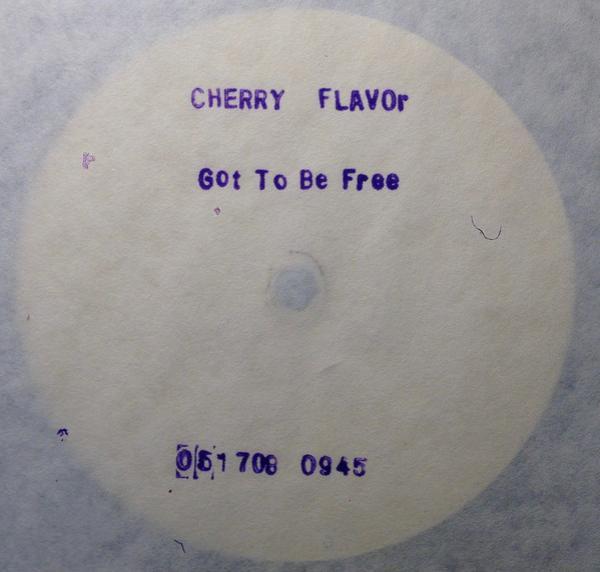 CHERRY FLAVOr
Got To Be Free
051708 0945